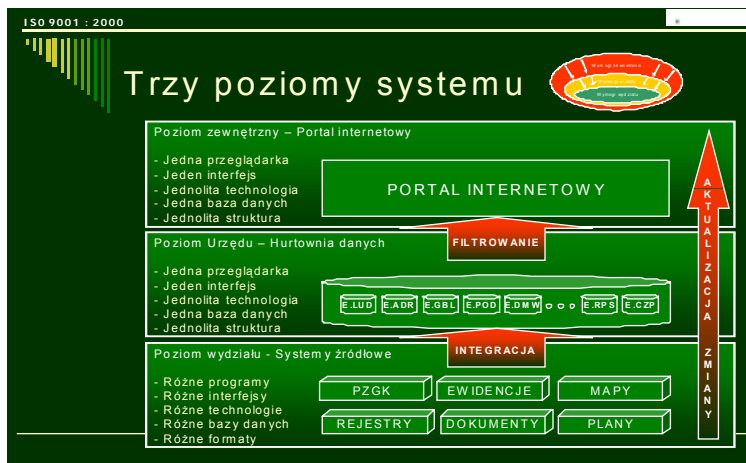 IS0 9001 : 2000
Trzy poziomy systemu
Poziom zewnętrzny – Portal internetowy
- Jedna przeglądarka
- Jeden interfejs
- Jednolita technologia
- Jedna baza danych
- Jednolita struktura
PORTAL INTERNETOWY
FILTROWANIE
Poziom Urzędu – Hurtownia danych
- Jedna przeglądarka
- Jeden interfejs
- Jednolita technologia
- Jedna baza danych
- Jednolita struktura
E.LUD E.ADR E.GBL E.POD E.DMW E.RPS E.CZP
INTEGRACJA
Poziom wydziału - Systemy źródłowe
- Różne programy
- Różne interfejsy
- Różne technologie
- Różne bazy danych
- Różne formaty
PZGK EWIDENCJE MAPY
REJESTRY DOKUMENTY PLANY
AKTUALIZACJA ZMIANY